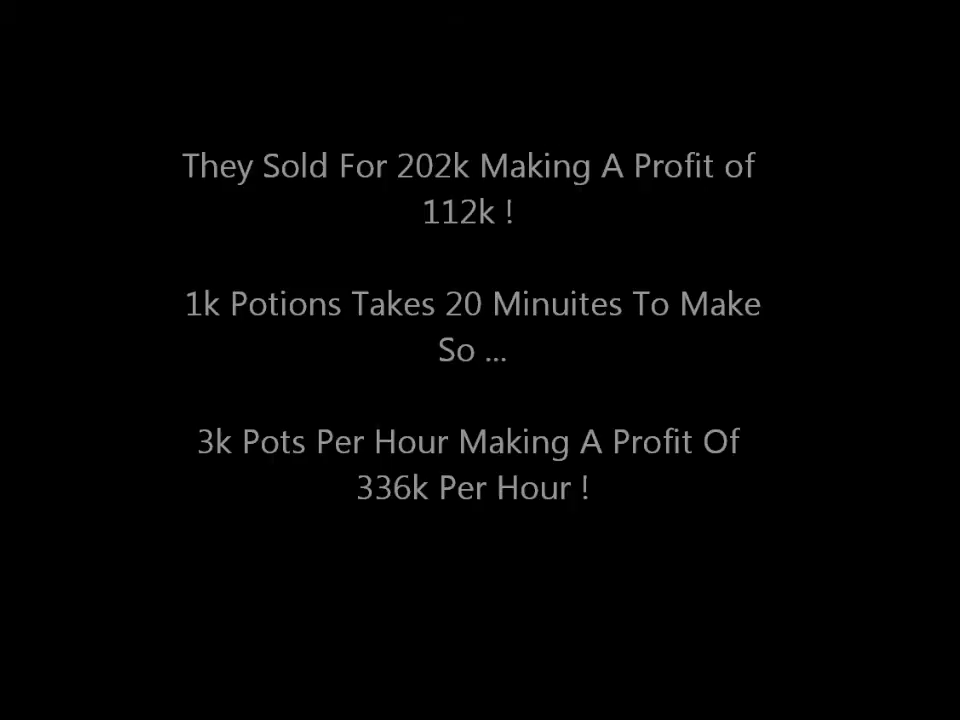 They Sold For 202k Making A Profit of
112k !
1k Potions Takes 20 Minuites To Make
So ...
3k Pots Per Hour Making A Profit Of
336k Per Hour !